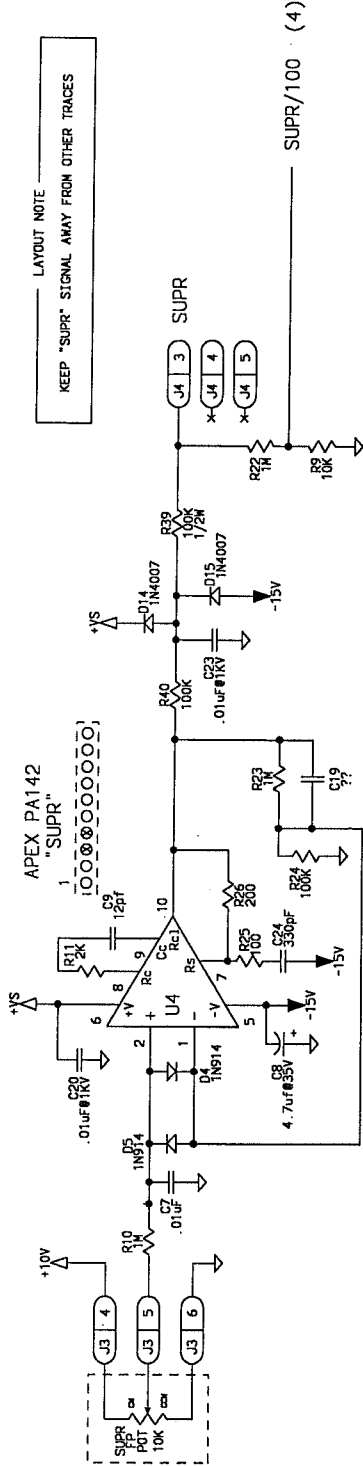 LAYOUT NOTE
KEEP "SUPR" SIGNAL AWAY FROM OTHER TRACES
APEX PA142
"SUPR"
1
+VS
+VS
+10V
C20
.01uF@1KV
R11
2K
C9
12pf
6
8
9
+V
Rc
Cc
Rcl
10
2
+
U4
1
-
Rs
7
-V
5
D5
1N914
D4
1N914
SUPR
FP
POT
10K
CW
CCW
J3 4
J3 5
J3 6
R10
1M
C7
.01uF
C8
4.7uf@35V
+
-15V
R25
100
C24
330pF
-15V
R26
200
R24
100K
R23
1M
C19
??
R40
100K
C23
.01uF@1KV
D14
1N4007
D15
1N4007
-15V
R39
100K
1/2W
J4 3
SUPR
J4 4
J4 5
R22
1M
R9
10K
SUPR/100 (4)